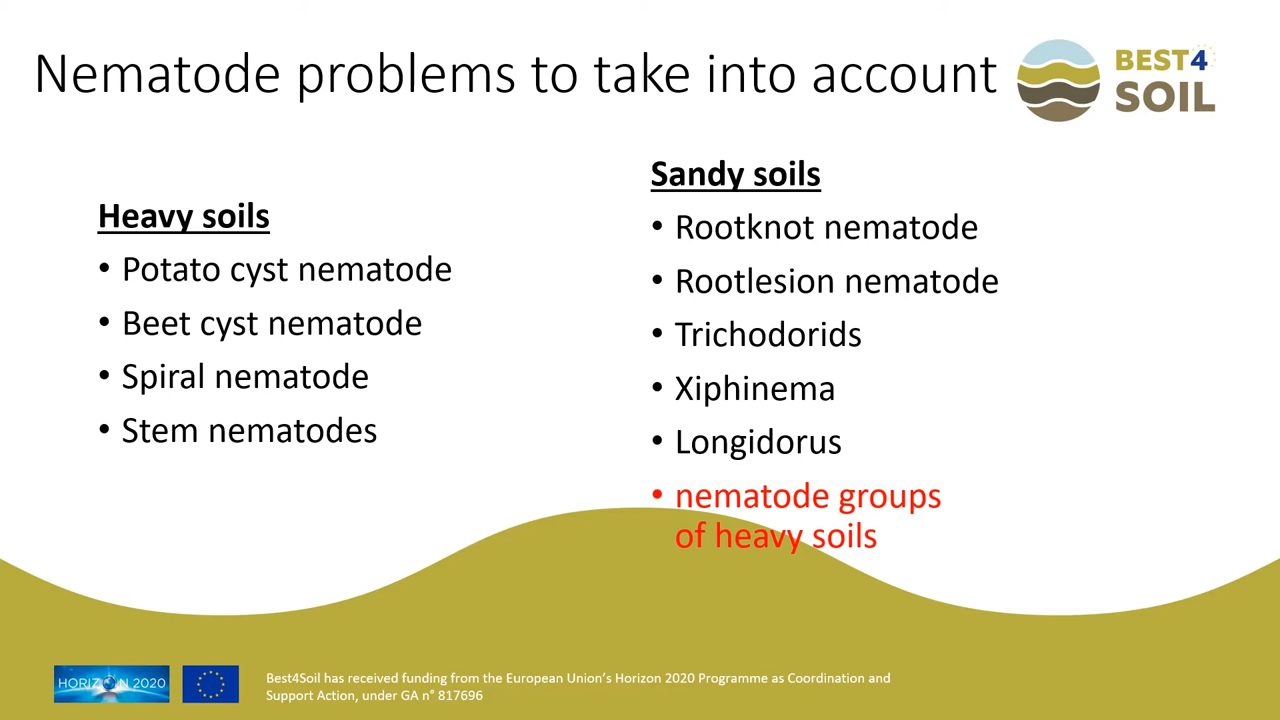 Nematode problems to take into account
BEST4
SOIL
Heavy soils
• Potato cyst nematode
• Beet cyst nematode
• Spiral nematode
• Stem nematodes
Sandy soils
• Rootknot nematode
• Rootlesion nematode
• Trichodorids
• Xiphinema
• Longidorus
• nematode groups
of heavy soils
HORIZON 2020
Best4Soil has received funding from the European Union's Horizon 2020 Programme as Coordination and
Support Action, under GA n° 817696